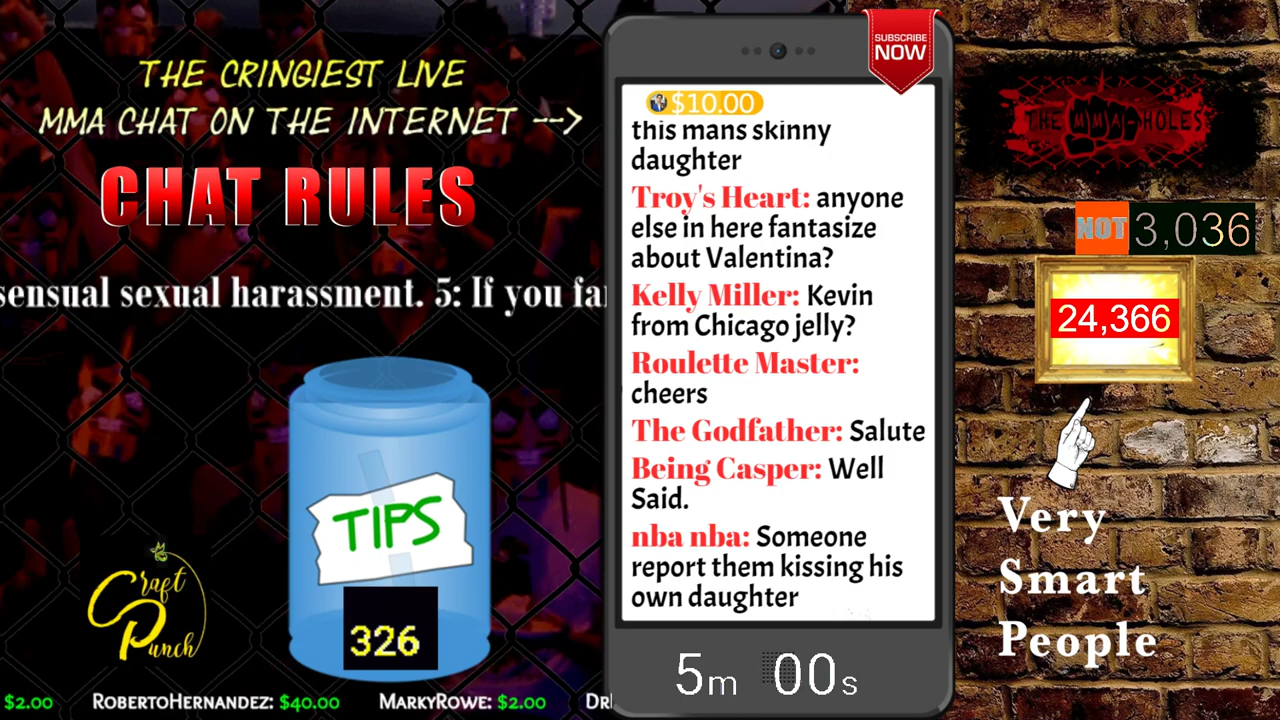 THE CRINGIEST LIVE
MMA CHAT ON THE INTERNET -->
CHAT RULES
sensual sexual harassment. 5: If you fa
TIPS
326
Craft
Punch
$2.00 RobertoHernandez: $40.00 MarkyRowe: $2.00 Dr
SUBSCRIBE
NOW
$10.00
this mans skinny
daughter
Troy's Heart: anyone
else in here fantasize
about Valentina?
Kelly Miller: Kevin
from Chicago jelly?
Roulette Master:
cheers
The Godfather: Salute
Being Casper: Well
Said.
nba nba: Someone
report them kissing his
own daughter
5m 00s
THE MMA-HOLES
NOT 3,036
24,366
Very
Smart
People